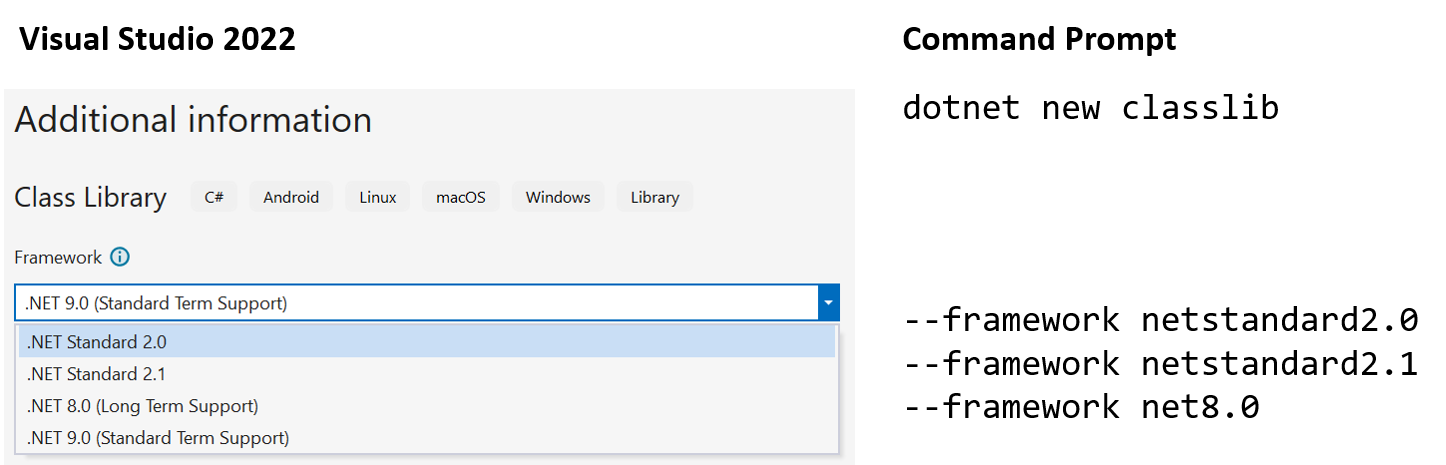 Visual Studio 2022
Command Prompt
Additional information
dotnet new classlib
Class Library C# Android Linux macOS Windows Library
Framework
.NET 9.0 (Standard Term Support)
.NET Standard 2.0
--framework netstandard2.0
.NET Standard 2.1
--framework netstandard2.1
.NET 8.0 (Long Term Support)
--framework net8.0
.NET 9.0 (Standard Term Support)